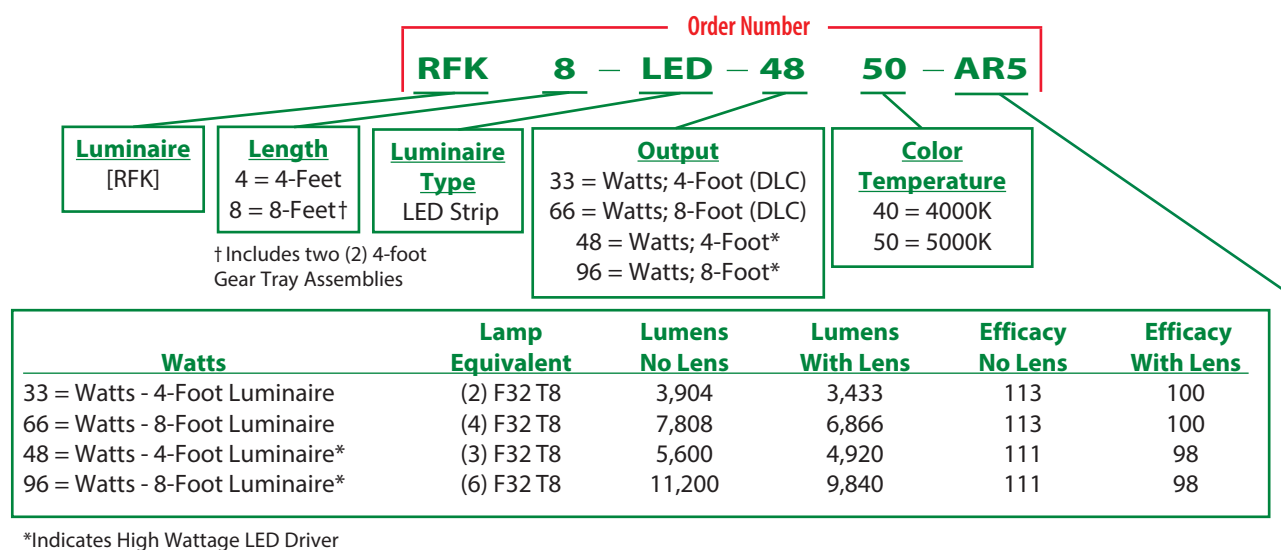 Order Number
RFK 8 – LED – 48 50 – AR5
Luminaire
[RFK]
Length
4 = 4-Feet
8 = 8-Feet†
† Includes two (2) 4-foot
Gear Tray Assemblies
Luminaire
Type
LED Strip
Output
33 = Watts; 4-Foot (DLC)
66 = Watts; 8-Foot (DLC)
48 = Watts; 4-Foot*
96 = Watts; 8-Foot*
Color
Temperature
40 = 4000K
50 = 5000K
Watts Lamp Equivalent Lumens No Lens Lumens With Lens Efficacy No Lens Efficacy With Lens
33 = Watts - 4-Foot Luminaire (2) F32 T8 3,904 3,433 113 100
66 = Watts - 8-Foot Luminaire (4) F32 T8 7,808 6,866 113 100
48 = Watts - 4-Foot Luminaire* (3) F32 T8 5,600 4,920 111 98
96 = Watts - 8-Foot Luminaire* (6) F32 T8 11,200 9,840 111 98
*Indicates High Wattage LED Driver